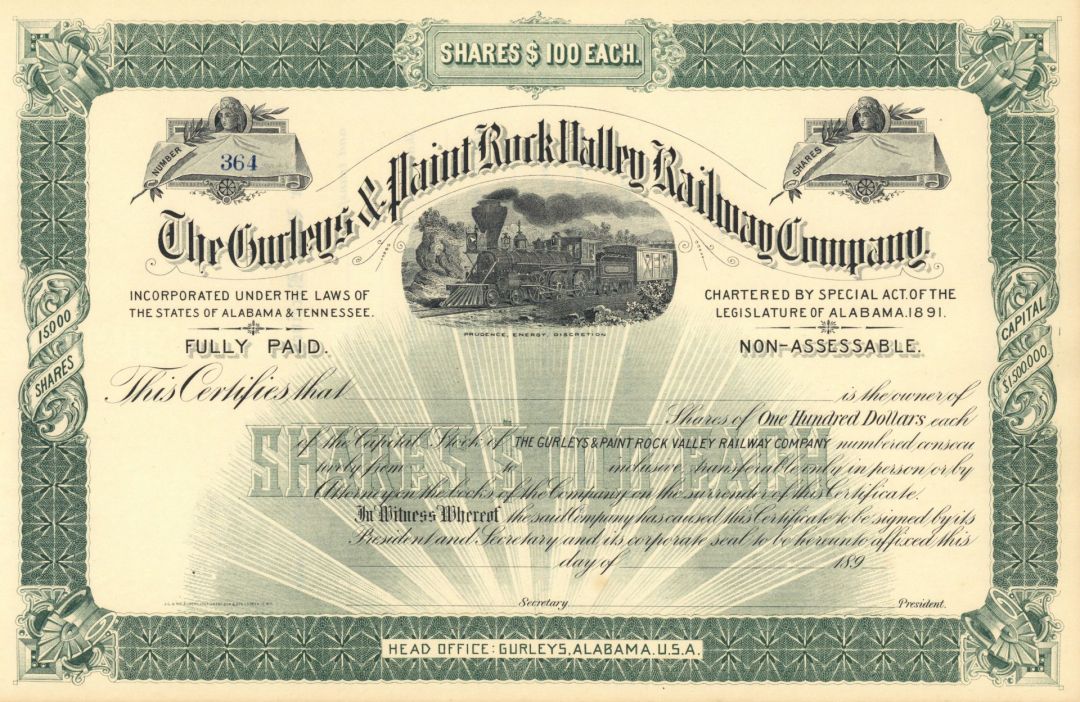 SHARES $ 100 EACH.
NUMBER
364
SHARES
The Gurleys & Paint Rock Valley Railway Company.
INCORPORATED UNDER THE LAWS OF
THE STATES OF ALABAMA & TENNESSEE.
FULLY PAID.
PRUDENCE, ENERGY, DISCRETION
CHARTERED BY SPECIAL ACT. OF THE
LEGISLATURE OF ALABAMA. 1891.
NON-ASSESSABLE.
15000
SHARES
CAPITAL
$1.500000.
This Certifies that is the owner of
Shares of One Hundred Dollars each
of the Capital Stock of THE GURLEYS & PAINT ROCK VALLEY RAILWAY COMPANY numbered consecu
tively from to inclusive, transferable only in person, or by
Attorney on the books of the Company on the surrender of this Certificate.
SHARES $ 100 EACH
In Witness Whereof the said Company has caused this Certificate to be signed by its
President and Secretary and its corporate seal to be hereunto affixed, this
day of 189
Secretary.
President.
HEAD OFFICE: GURLEYS, ALABAMA. U.S.A.